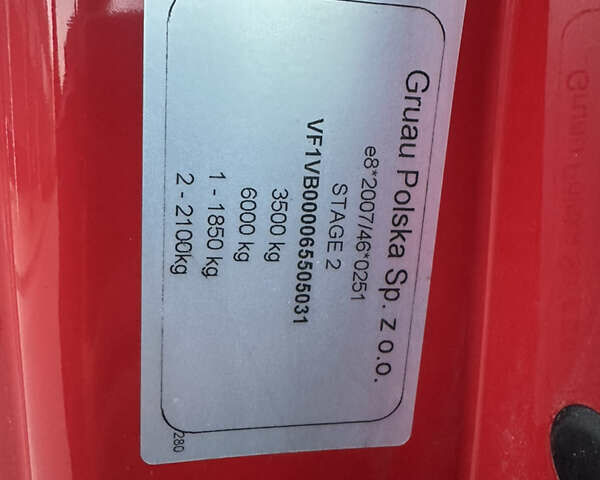 Gruau Polska Sp. z o.o.
e8*2007/46*0251
STAGE 2
VF1VB000065505031
3500 kg
6000 kg
1 - 1850 kg
2 - 2100kg
280